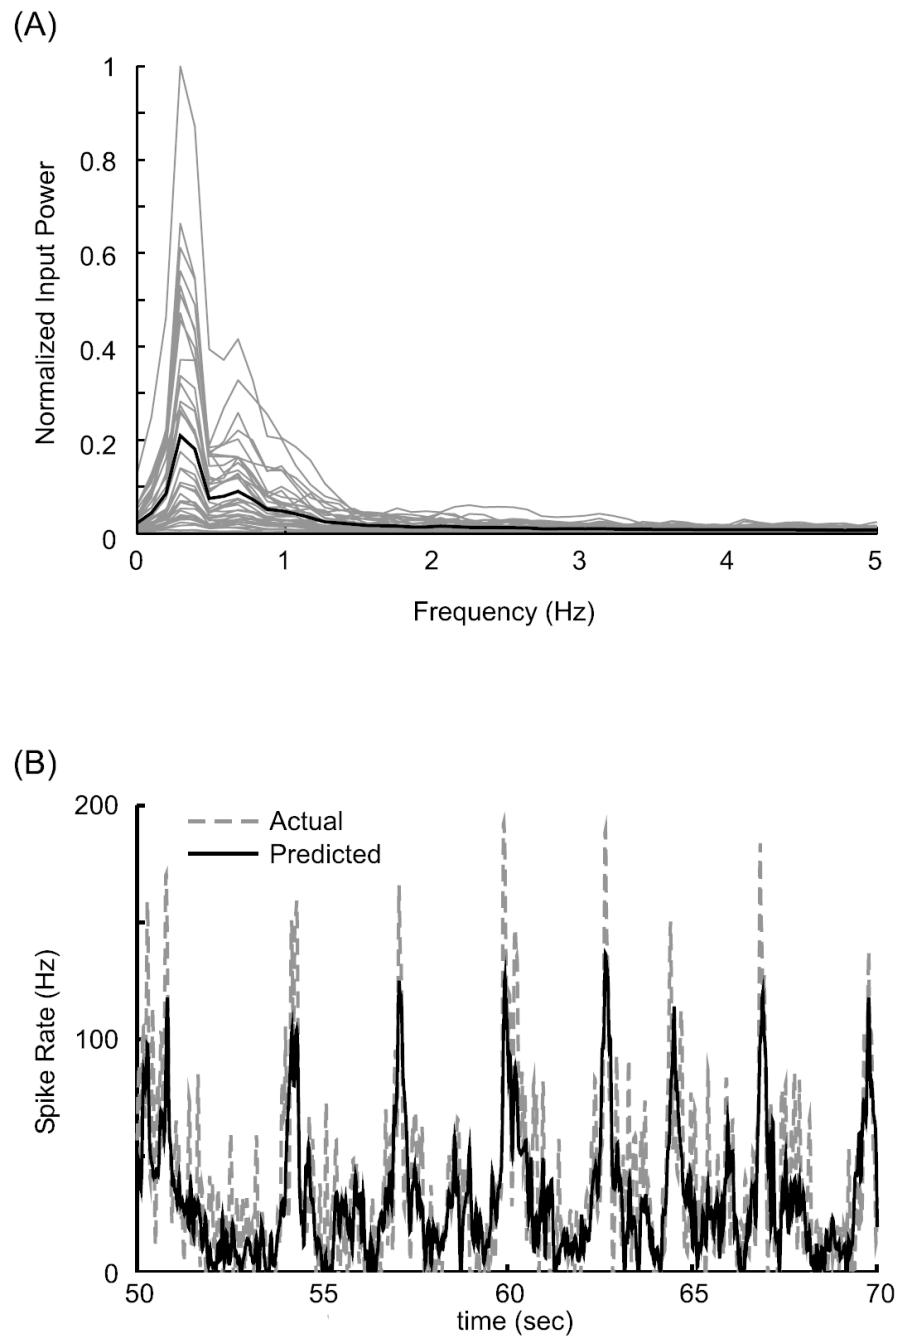 (A)
Normalized Input Power
1
0.8
0.6
0.4
0.2
0
0 1 2 3 4 5
Frequency (Hz)
(B)
Spike Rate (Hz)
200
100
0
Actual
Predicted
50 55 60 65 70
time (sec)